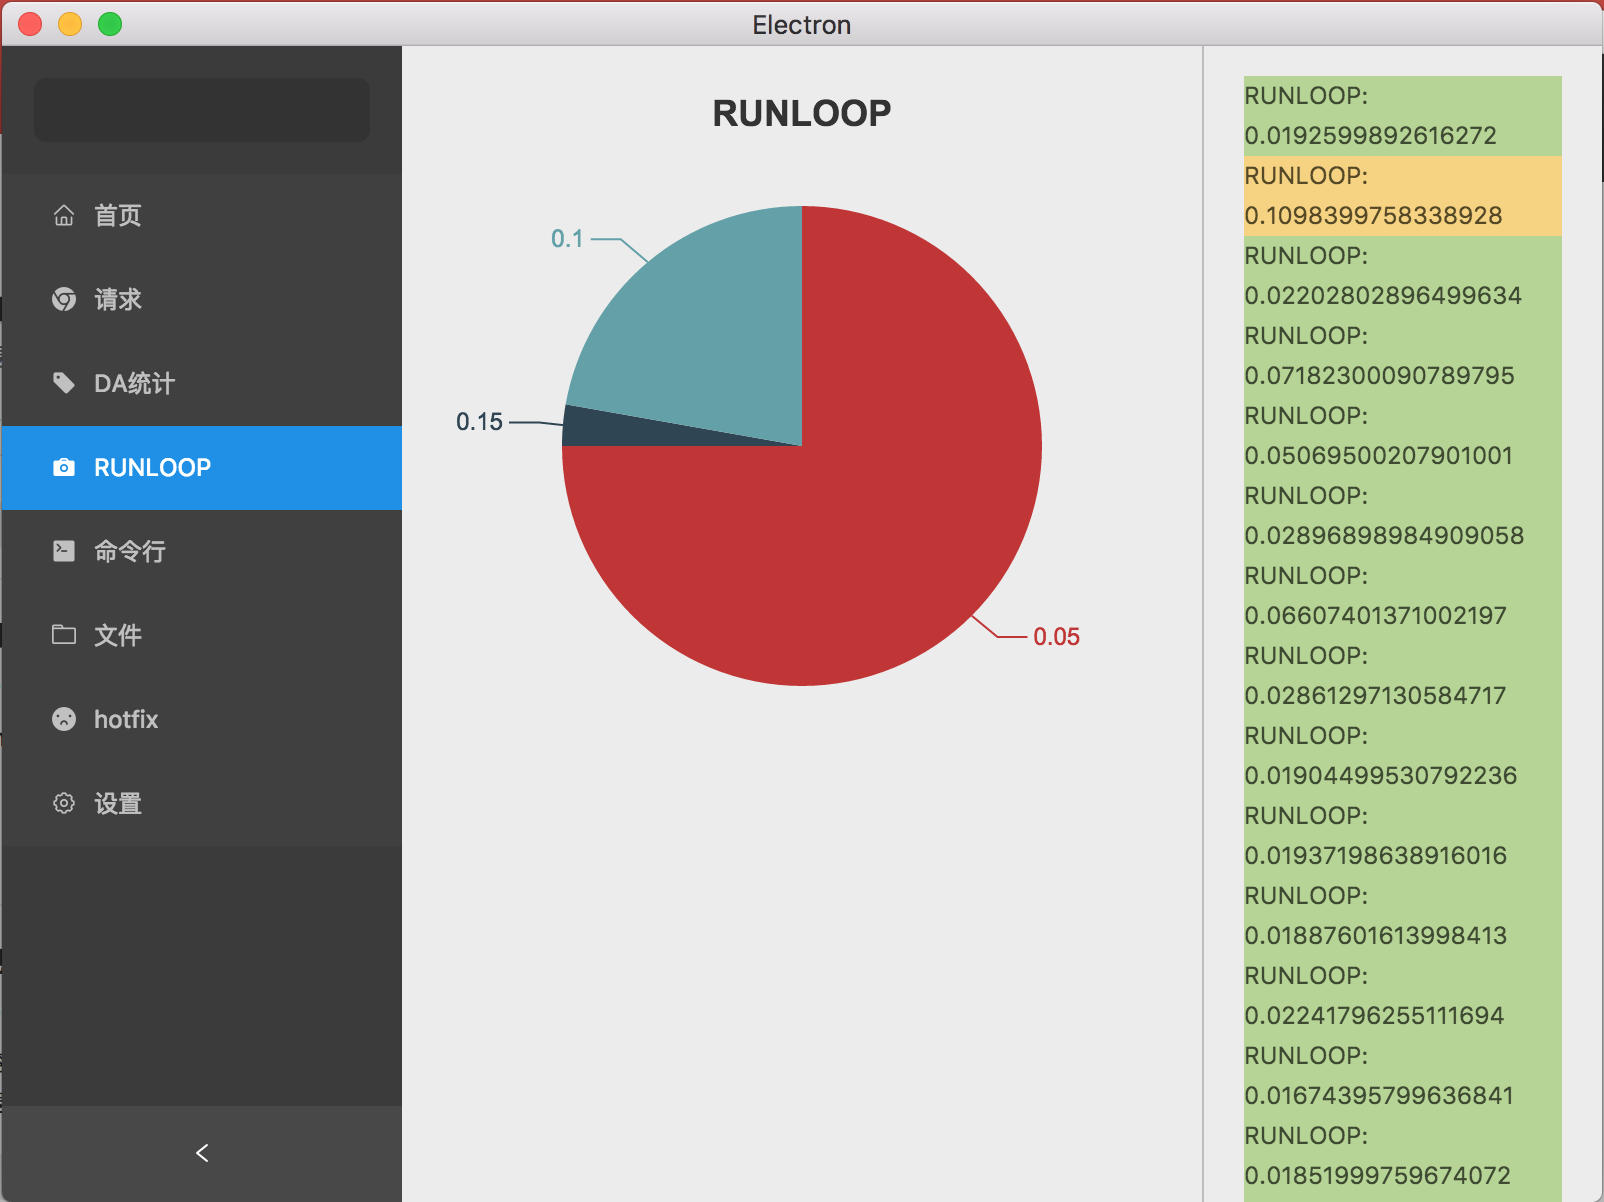 Electron
首页
请求
DA统计
RUNLOOP
命令行
文件
hotfix
设置
RUNLOOP
0.1
0.15
0.05
RUNLOOP:
0.0192599892616272
RUNLOOP:
0.1098399758338928
RUNLOOP:
0.02202802896499634
RUNLOOP:
0.07182300090789795
RUNLOOP:
0.05069500207901001
RUNLOOP:
0.02896898984909058
RUNLOOP:
0.06607401371002197
RUNLOOP:
0.02861297130584717
RUNLOOP:
0.01904499530792236
RUNLOOP:
0.01937198638916016
RUNLOOP:
0.01887601613998413
RUNLOOP:
0.02241796255111694
RUNLOOP:
0.01674395799636841
RUNLOOP:
0.01851999759674072